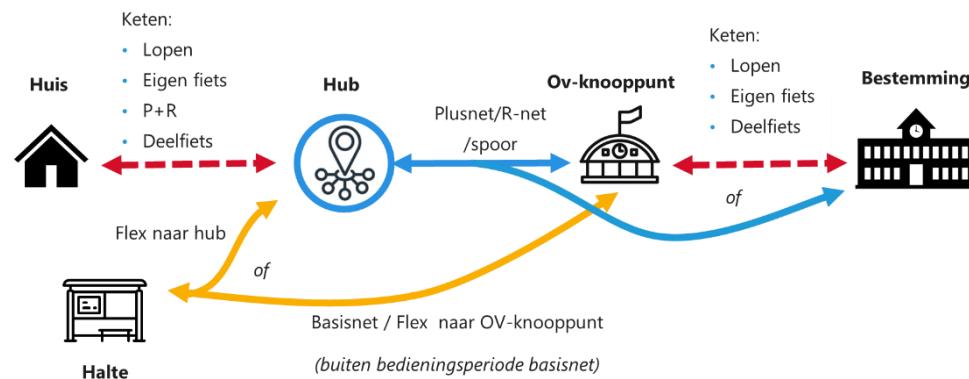 Keten:
• Lopen
• Eigen fiets
• P+R
• Deelfiets
Huis
Hub
Plusnet/R-net
/spoor
Ov-knooppunt
Keten:
• Lopen
• Eigen fiets
• Deelfiets
Bestemming
of
Flex naar hub
of
Halte
Basisnet / Flex  naar OV-knooppunt
(buiten bedieningsperiode basisnet)